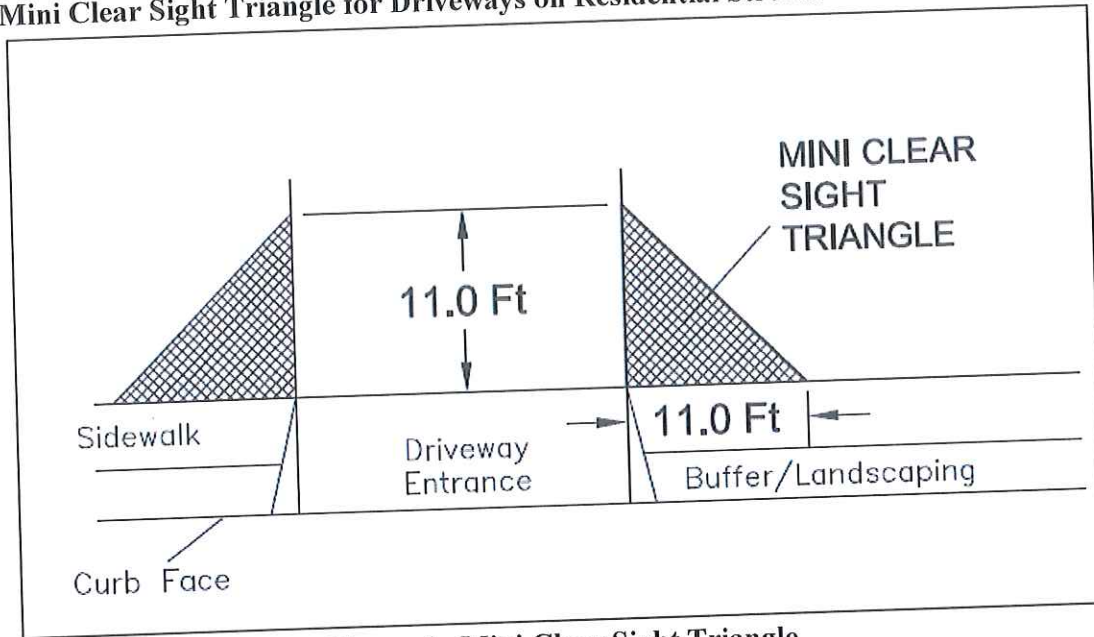 Mini Clear Sight Triangle for Driveways on Residential
MINI CLEAR
SIGHT
TRIANGLE
11.0 Ft
11.0 Ft
Sidewalk
Driveway
Entrance
Buffer/Landscaping
Curb Face
Mini Clear Sight Triangle